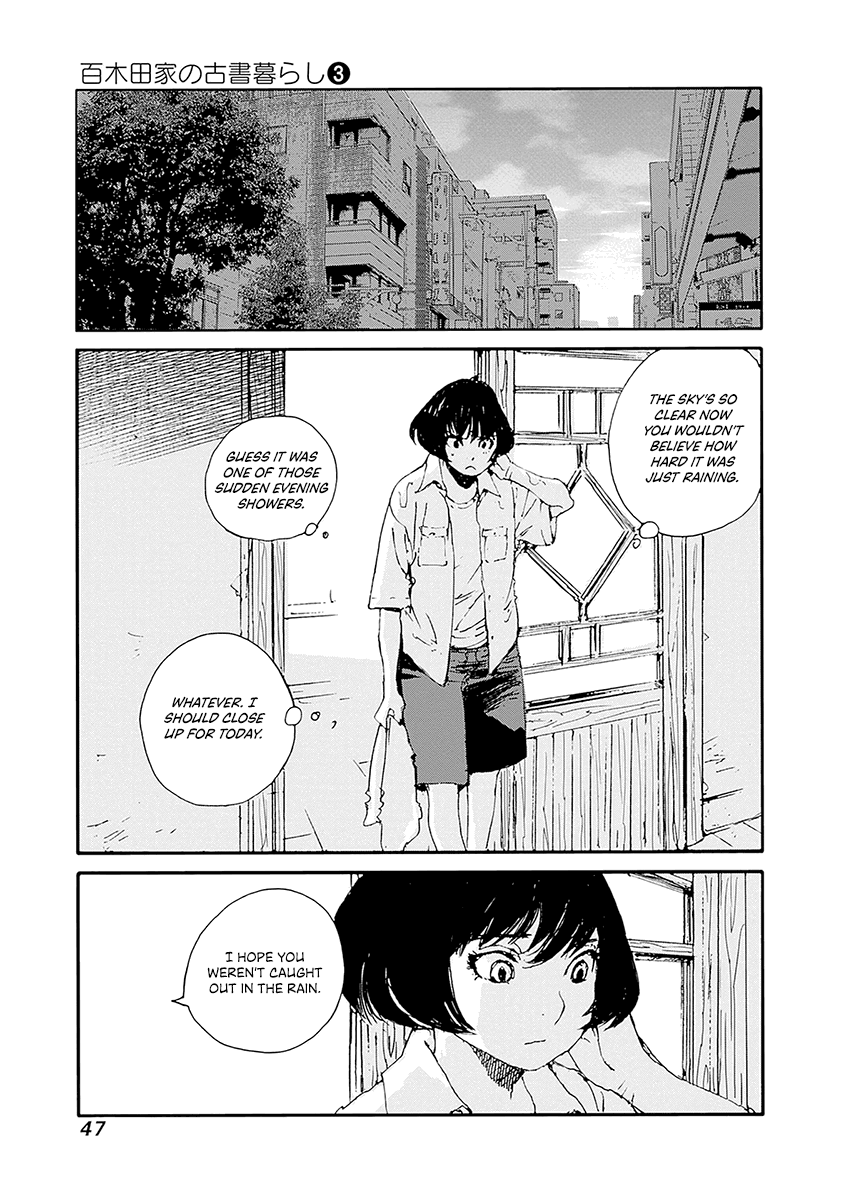 百木田家の古書暮らし❸
THE SKY'S SO
CLEAR NOW
YOU WOULDN'T
BELIEVE HOW
HARD IT WAS
JUST RAINING.
GUESS IT WAS
ONE OF THOSE
SUDDEN EVENING
SHOWERS.
WHATEVER. I
SHOULD CLOSE
UP FOR TODAY.
I HOPE YOU
WEREN'T CAUGHT
OUT IN THE RAIN.
47